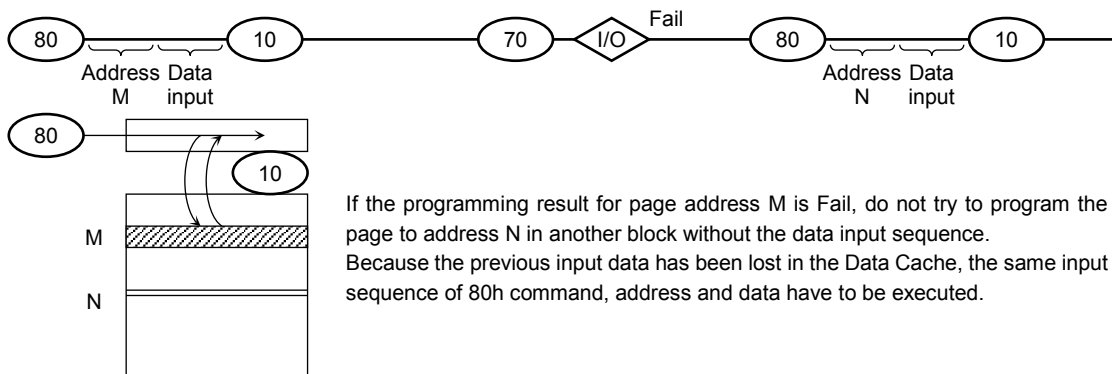 Fail
80 10 70 I/O 80 10
Address Data Address Data
M input N input
80
10
If the programming result for page address M is Fail, do not try to program the
M
page to address N in another block without the data input sequence.
Because the previous input data has been lost in the Data Cache, the same input
N
sequence of 80h command, address and data have to be executed.